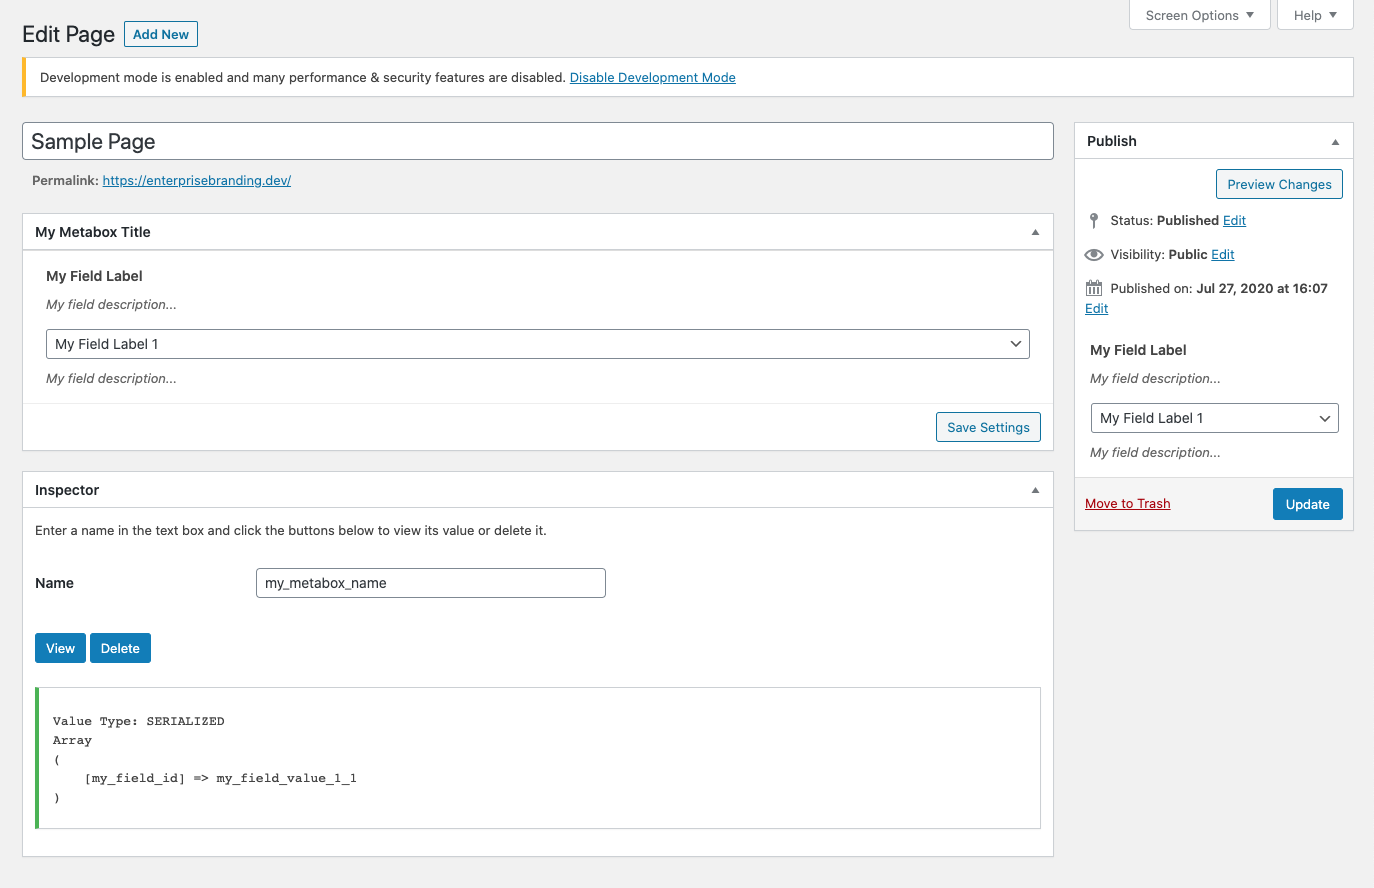 Screen Options
Help
Edit Page Add New
Development mode is enabled and many performance & security features are disabled. Disable Development Mode
Sample Page
Permalink: https://enterprisebranding.dev/
My Metabox Title
My Field Label
My field description...
My Field Label 1
My field description...
Save Settings
Inspector
Enter a name in the text box and click the buttons below to view its value or delete it.
Name my_metabox_name
View Delete
Value Type: SERIALIZED
Array
(
[my_field_id] => my_field_value_1_1
)
Publish
Preview Changes
Status: Published Edit
Visibility: Public Edit
Published on: Jul 27, 2020 at 16:07
Edit
My Field Label
My field description...
My Field Label 1
My field description...
Move to Trash Update